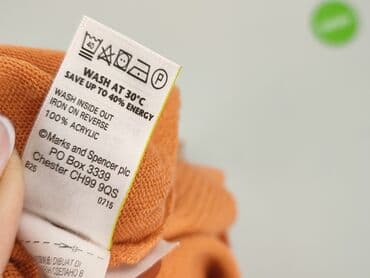 40
P
WASH AT 30°C
SAVE UP TO 40% ENERGY
WASH INSIDE OUT
IRON ON REVERSE
100% ACRYLIC
©Marks and Spencer plc
PO Box 3339
Chester CH99 9QS
0715